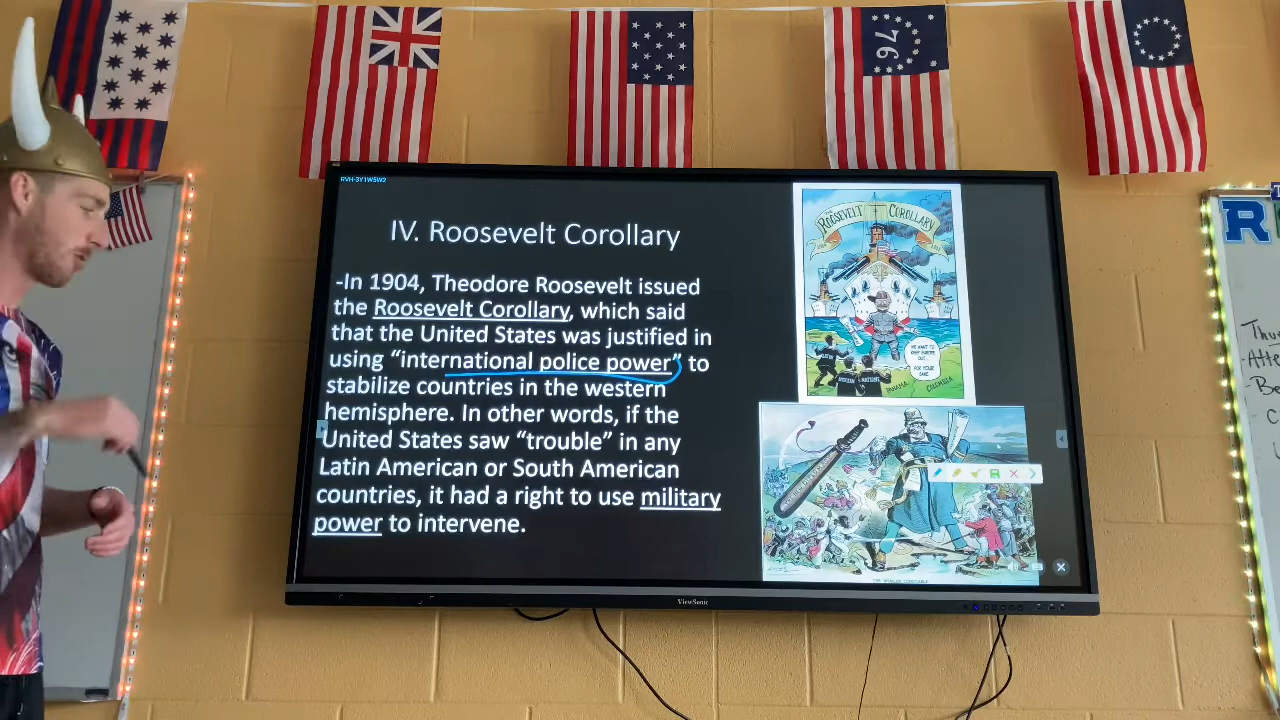 76
RVH-3Y1W5W2
IV. Roosevelt Corollary
-In 1904, Theodore Roosevelt issued
the Roosevelt Corollary, which said
that the United States was justified in
using “international police power” to
stabilize countries in the western
hemisphere. In other words, if the
United States saw “trouble” in any
Latin American or South American
countries, it had a right to use military
power to intervene.
ROOSEVELT COROLLARY
WE WANT TO
KEEP EUROPE
OUT...
FOR YOUR
SAKE
PANAMA
COLOMBIA
ViewSonic
R